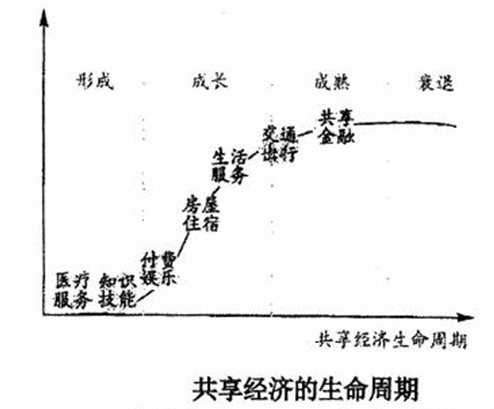 形成
成长
成熟
衰退
共享
金融
交通
生活
服务
房屋
住宿
付费
娱乐
医疗
服务
知识
技能
共享经济生命周期
共享经济的生命周期